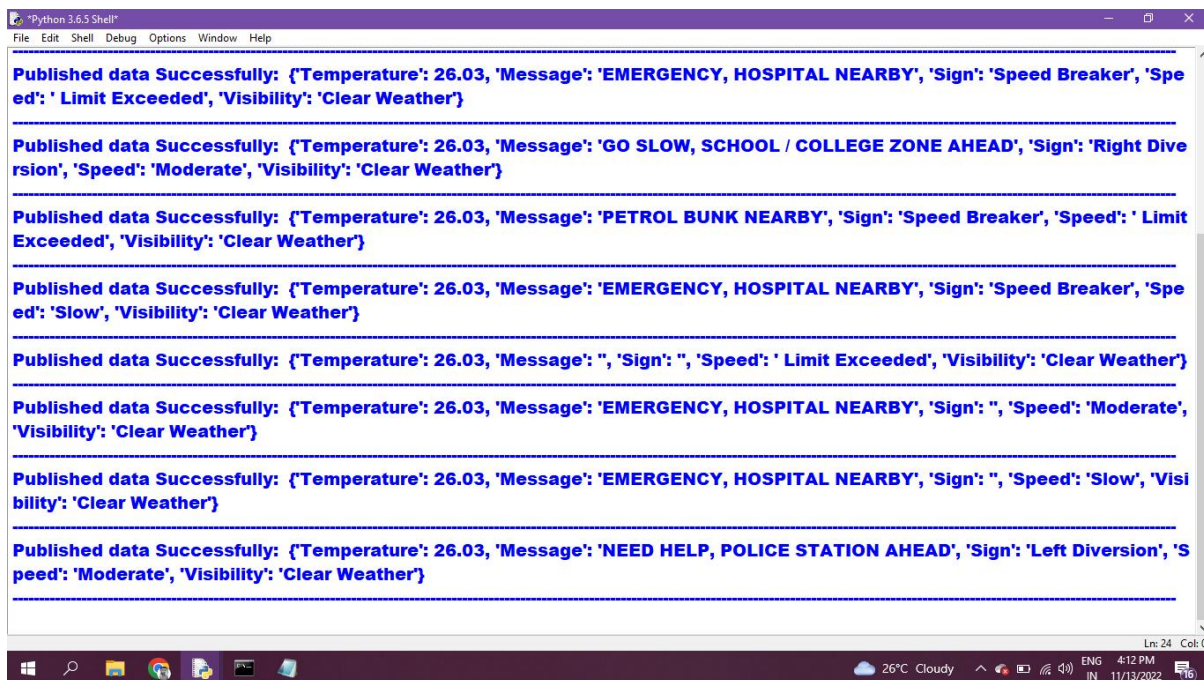 *Python 3.6.5 Shell*
File Edit Shell Debug Options Window Help
Published data Successfully:  {'Temperature': 26.03, 'Message': 'EMERGENCY, HOSPITAL NEARBY', 'Sign': 'Speed Breaker', 'Spe
ed': ' Limit Exceeded', 'Visibility': 'Clear Weather'}
Published data Successfully:  {'Temperature': 26.03, 'Message': 'GO SLOW, SCHOOL / COLLEGE ZONE AHEAD', 'Sign': 'Right Dive
rsion', 'Speed': 'Moderate', 'Visibility': 'Clear Weather'}
Published data Successfully:  {'Temperature': 26.03, 'Message': 'PETROL BUNK NEARBY', 'Sign': 'Speed Breaker', 'Speed': ' Limit
Exceeded', 'Visibility': 'Clear Weather'}
Published data Successfully:  {'Temperature': 26.03, 'Message': 'EMERGENCY, HOSPITAL NEARBY', 'Sign': 'Speed Breaker', 'Spe
ed': 'Slow', 'Visibility': 'Clear Weather'}
Published data Successfully:  {'Temperature': 26.03, 'Message': '', 'Sign': '', 'Speed': ' Limit Exceeded', 'Visibility': 'Clear Weather'}
Published data Successfully:  {'Temperature': 26.03, 'Message': 'EMERGENCY, HOSPITAL NEARBY', 'Sign': '', 'Speed': 'Moderate',
'Visibility': 'Clear Weather'}
Published data Successfully:  {'Temperature': 26.03, 'Message': 'EMERGENCY, HOSPITAL NEARBY', 'Sign': '', 'Speed': 'Slow', 'Visi
bility': 'Clear Weather'}
Published data Successfully:  {'Temperature': 26.03, 'Message': 'NEED HELP, POLICE STATION AHEAD', 'Sign': 'Left Diversion', 'S
peed': 'Moderate', 'Visibility': 'Clear Weather'}
Ln: 24 Col: 0
26°C Cloudy ENG 4:12 PM
IN 11/13/2022 16